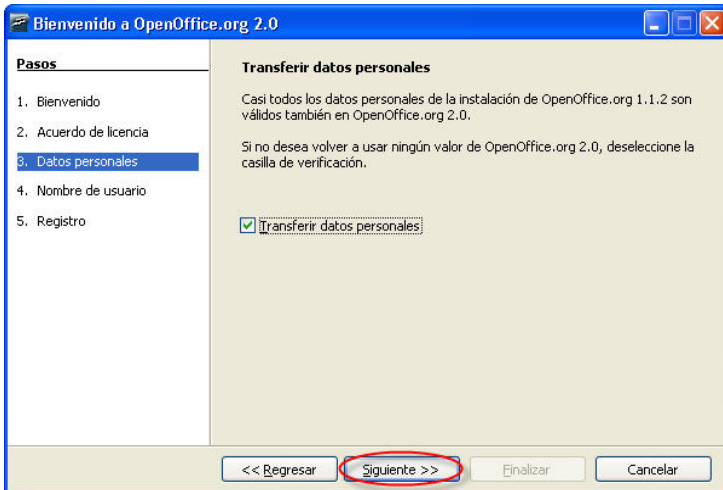 Bienvenido a OpenOffice.org 2.0
Pasos
1. Bienvenido
2. Acuerdo de licencia
3. Datos personales
4. Nombre de usuario
5. Registro
Transferir datos personales
Casi todos los datos personales de la instalación de OpenOffice.org 1.1.2 son
válidos también en OpenOffice.org 2.0.
Si no desea volver a usar ningún valor de OpenOffice.org 2.0, deseleccione la
casilla de verificación.
Transferir datos personales
<< Regresar
Siguiente >>
Finalizar
Cancelar